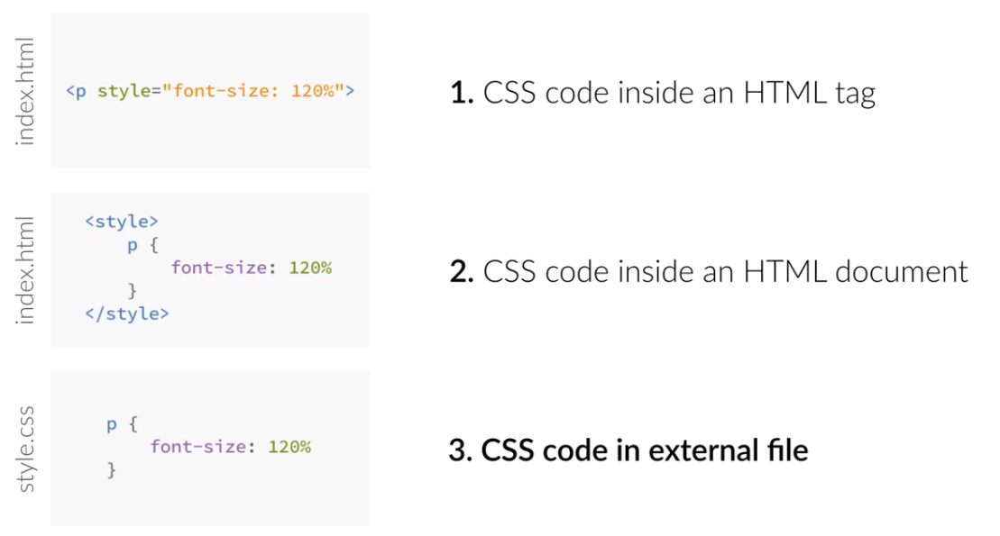 index.html
<p style="font-size: 120%">
1. CSS code inside an HTML tag
index.html
<style>
p {
font-size: 120%
}
</style>
2. CSS code inside an HTML document
style.css
p {
font-size: 120%
}
3. CSS code in external file